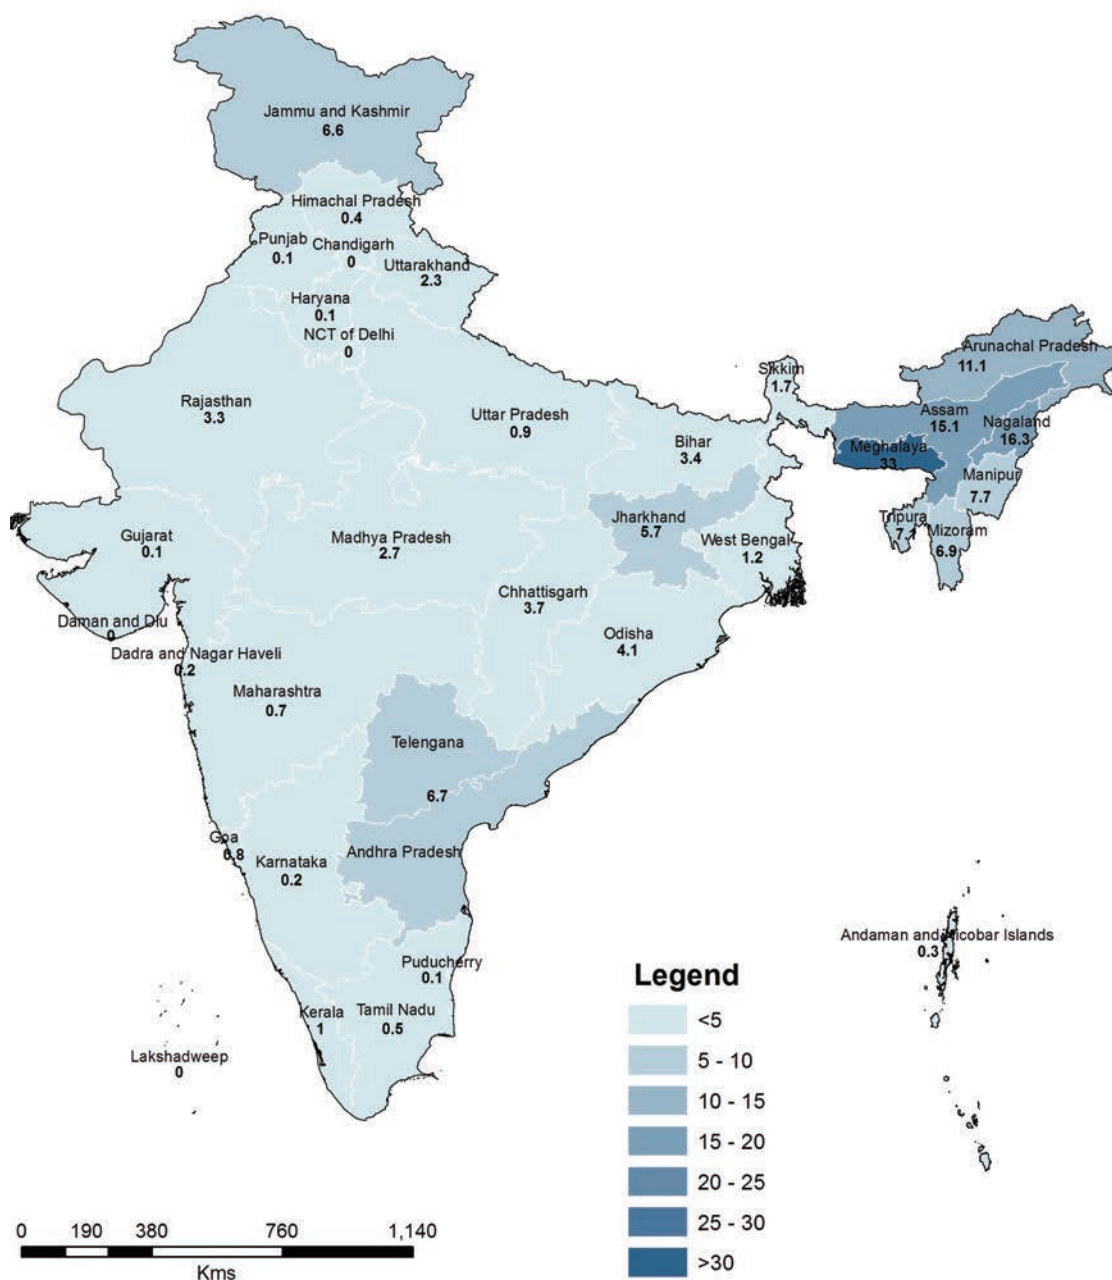 Jammu and Kashmir
6.6
Himachal Pradesh
0.4
Punjab
0.1
Chandigarh
0
Uttarakhand
2.3
Haryana
0.1
NCT of Delhi
0
Rajasthan
3.3
Uttar Pradesh
0.9
Bihar
3.4
Sikkim
1.7
Arunachal Pradesh
11.1
Assam
15.1
Nagaland
16.3
Meghalaya
33
Manipur
7.7
Tripura
7.1
Mizoram
6.9
Gujarat
0.1
Madhya Pradesh
2.7
Jharkhand
5.7
West Bengal
1.2
Chhattisgarh
3.7
Odisha
4.1
Daman and DIu
0
Dadra and Nagar Haveli
0.2
Maharashtra
0.7
Telengana
6.7
Goa
0.8
Karnataka
0.2
Andhra Pradesh
Andaman and Nicobar Islands
0.3
Puducherry
0.1
Kerala
1
Tamil Nadu
0.5
Lakshadweep
0
Legend
<5
5 - 10
10 - 15
15 - 20
20 - 25
25 - 30
>30
0 190 380 760 1,140
Kms